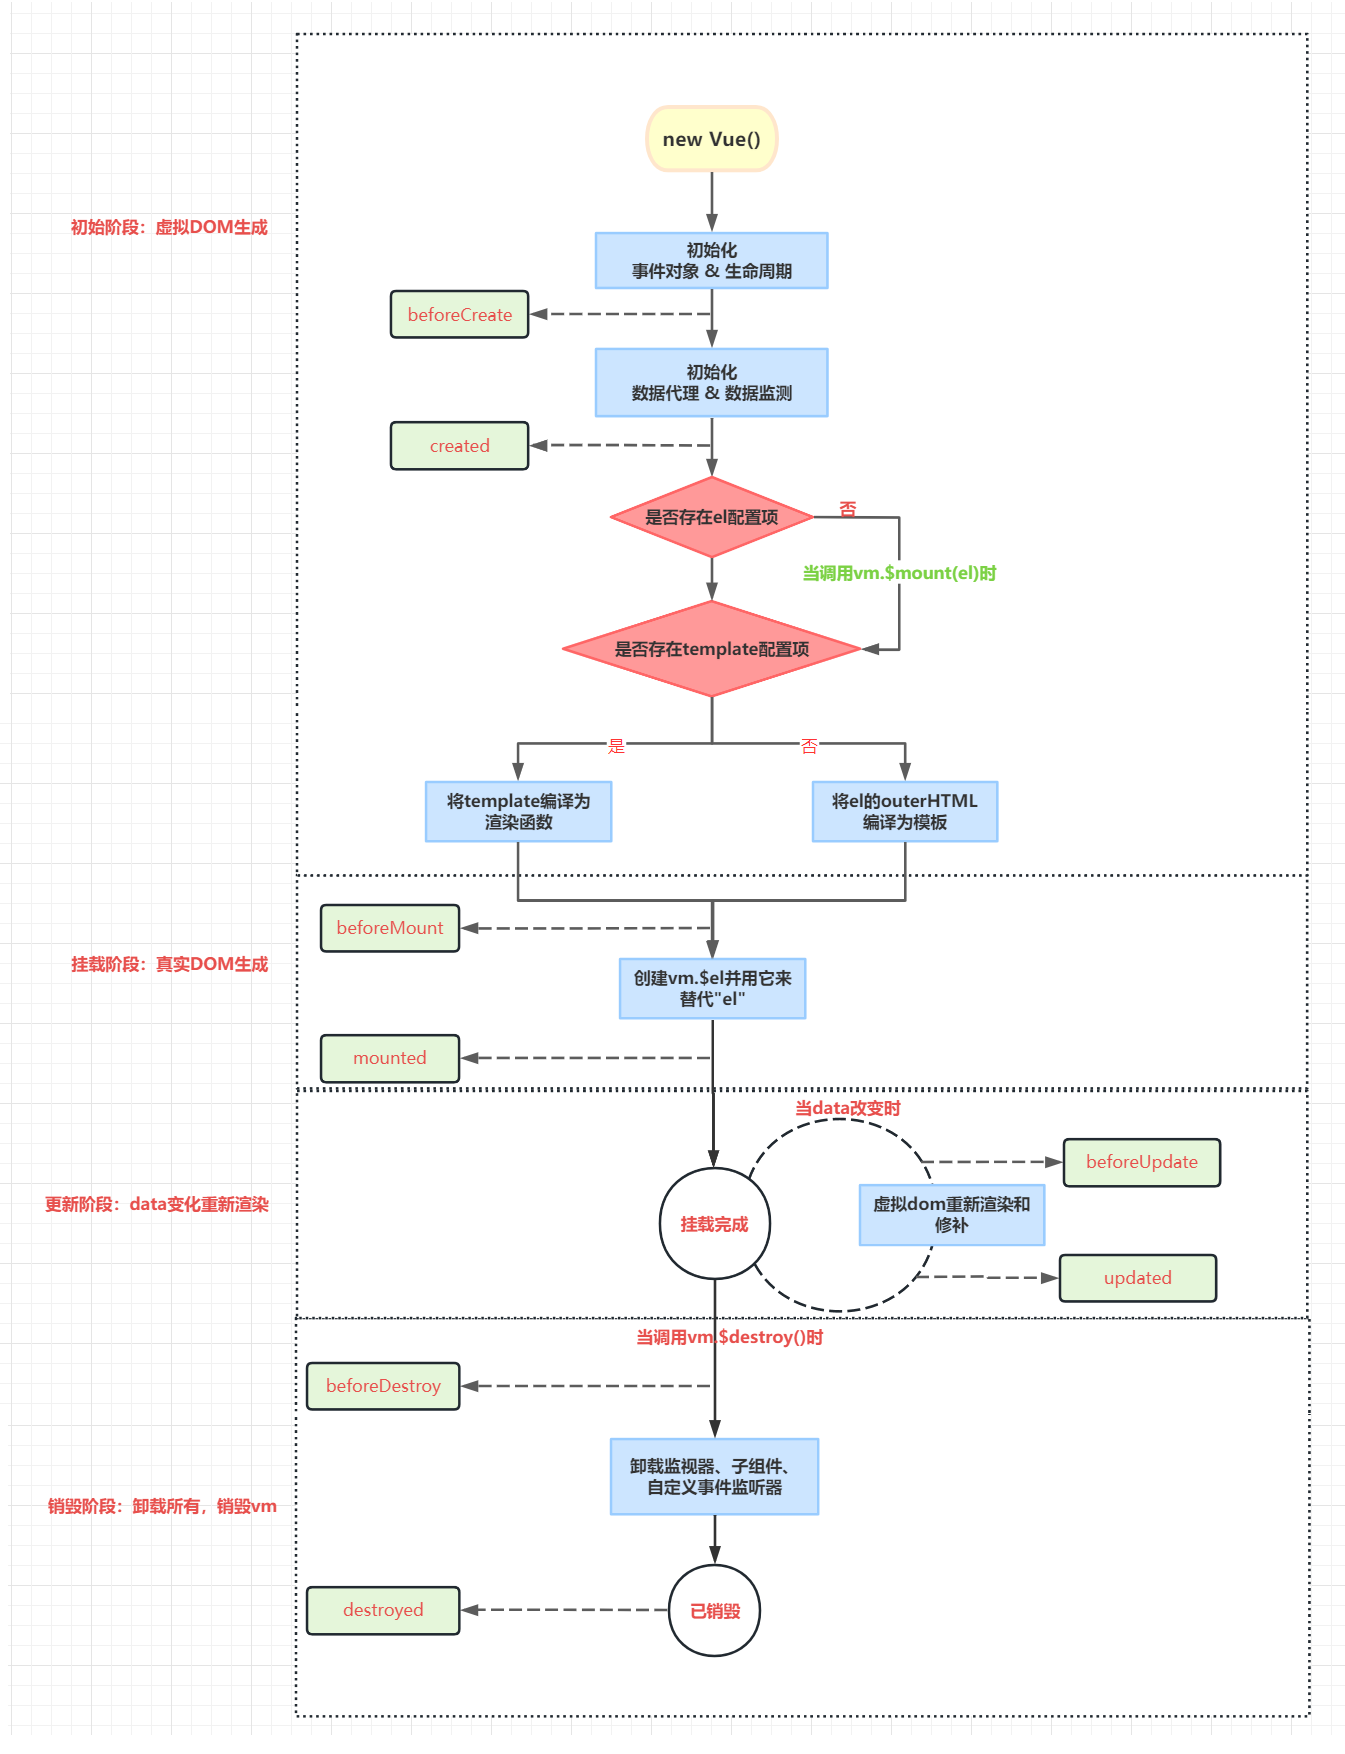 new Vue()
初始阶段：虚拟DOM生成
初始化
事件对象 & 生命周期
beforeCreate
初始化
数据代理 & 数据监测
created
是否存在el配置项
否
当调用vm.$mount(el)时
是否存在template配置项
是
否
将template编译为
渲染函数
将el的outerHTML
编译为模板
beforeMount
挂载阶段：真实DOM生成
创建vm.$el并用它来
替代"el"
mounted
当data改变时
beforeUpdate
更新阶段：data变化重新渲染
虚拟dom重新渲染和
修补
挂载完成
updated
当调用vm.$destroy()时
beforeDestroy
卸载监视器、子组件、
自定义事件监听器
销毁阶段：卸载所有，销毁vm
destroyed
已销毁